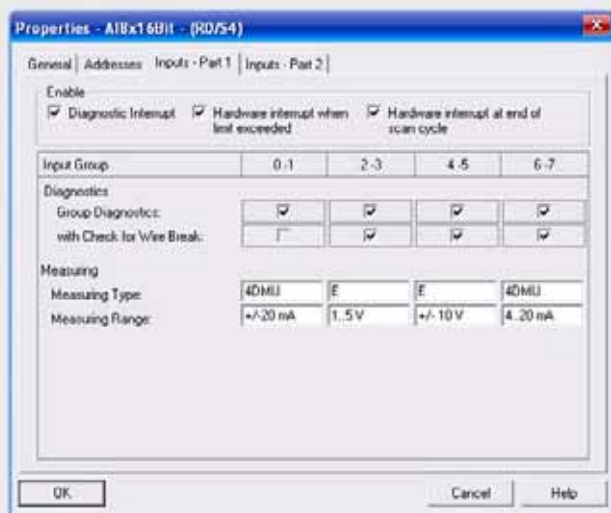 Properties - AI8x16Bit - (R0/S4)
General Addresses Inputs - Part 1 Inputs - Part 2
Enable
Diagnostic Interrupt Hardware interrupt when limit exceeded Hardware interrupt at end of scan cycle
Input Group 0 -1 2 -3 4 -5 6 -7
Diagnostics
Group Diagnostics:
with Check for Wire Break:
Measuring
Measuring Type: 4DMU E E 4DMU
Measuring Range: +/-20 mA 1..5 V +/- 10 V 4..20 mA
OK Cancel Help